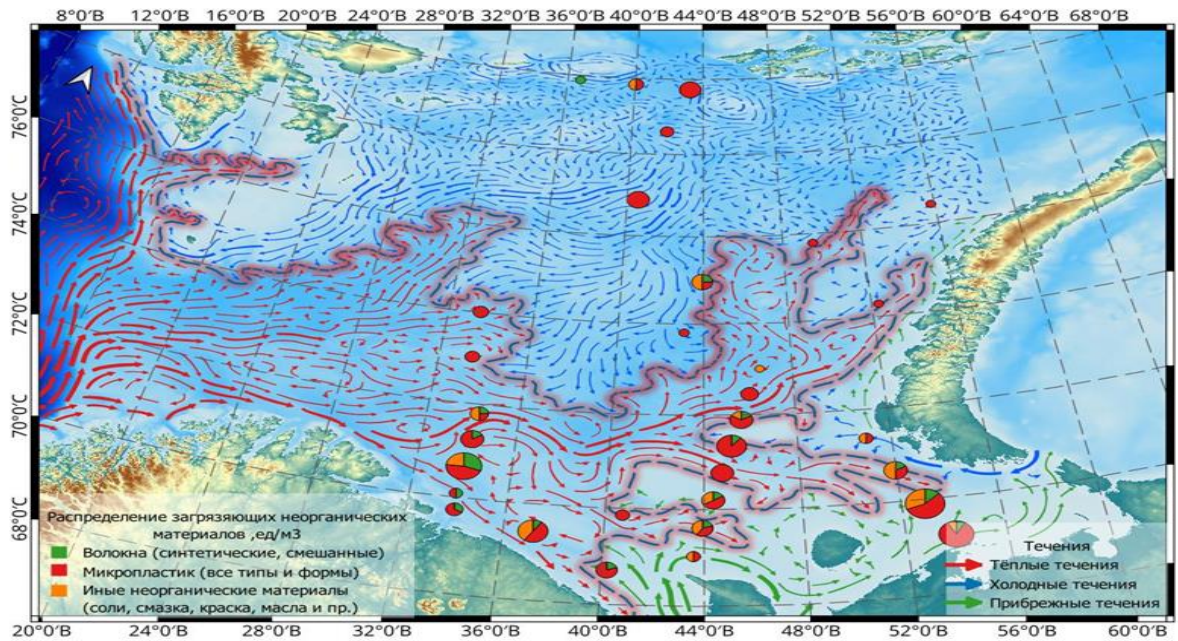 8°0'В 12°0'В 16°0'В 20°0'В 24°0'В 28°0'В 32°0'В 36°0'В 40°0'В 44°0'В 48°0'В 52°0'В 56°0'В 60°0'В 64°0'В 68°0'В
76°0'С
74°0'С
72°0'С
70°0'С
68°0'С
Распределение загрязяющих неорганических
материалов ,ед/м3
Волокна (синтетические, смешанные)
Микропластик (все типы и формы)
Иные неорганические материалы
(соли, смазка, краска, масла и пр.)
Течения
Тёплые течения
Холодные течения
Прибрежные течения
20°0'В 24°0'В 28°0'В 32°0'В 36°0'В 40°0'В 44°0'В 48°0'В 52°0'В 56°0'В 60°0'В